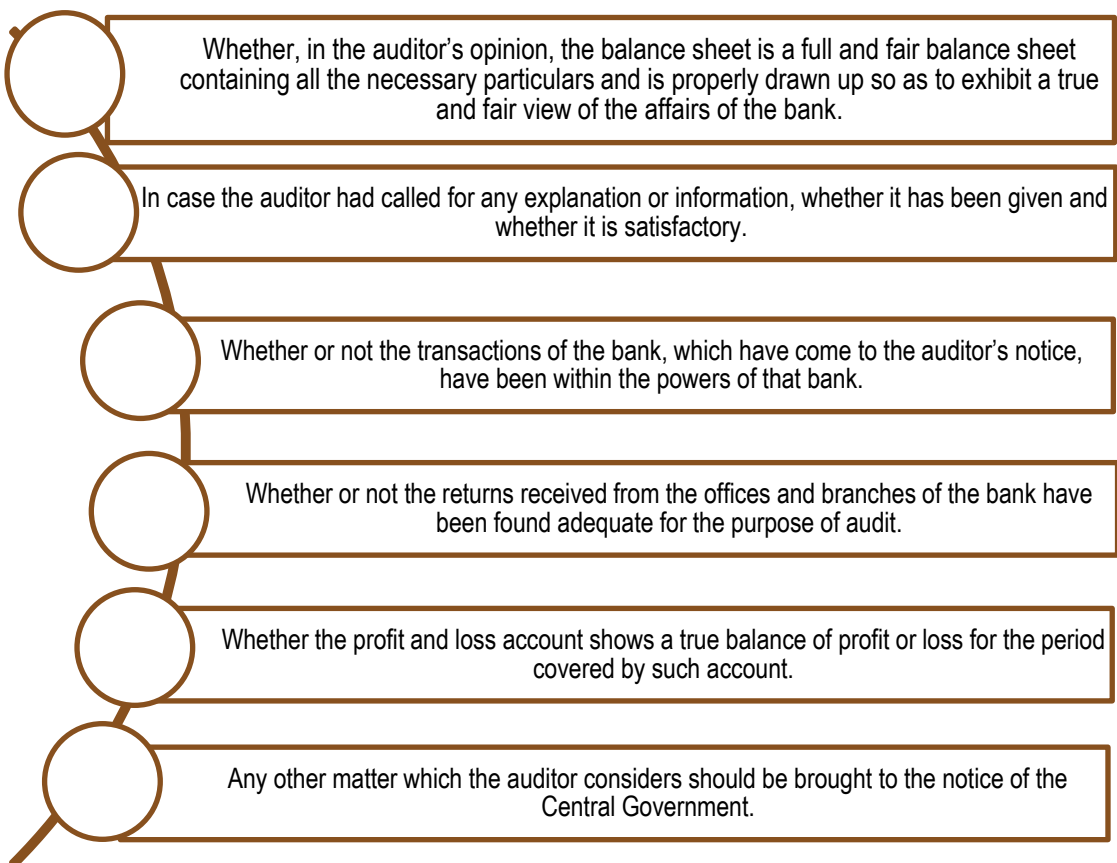 Whether, in the auditor’s opinion, the balance sheet is a full and fair balance sheet
containing all the necessary particulars and is properly drawn up so as to exhibit a true
and fair view of the affairs of the bank.
In case the auditor had called for any explanation or information, whether it has been given and
whether it is satisfactory.
Whether or not the transactions of the bank, which have come to the auditor’s notice,
have been within the powers of that bank.
Whether or not the returns received from the offices and branches of the bank have
been found adequate for the purpose of audit.
Whether the profit and loss account shows a true balance of profit or loss for the period
covered by such account.
Any other matter which the auditor considers should be brought to the notice of the
Central Government.